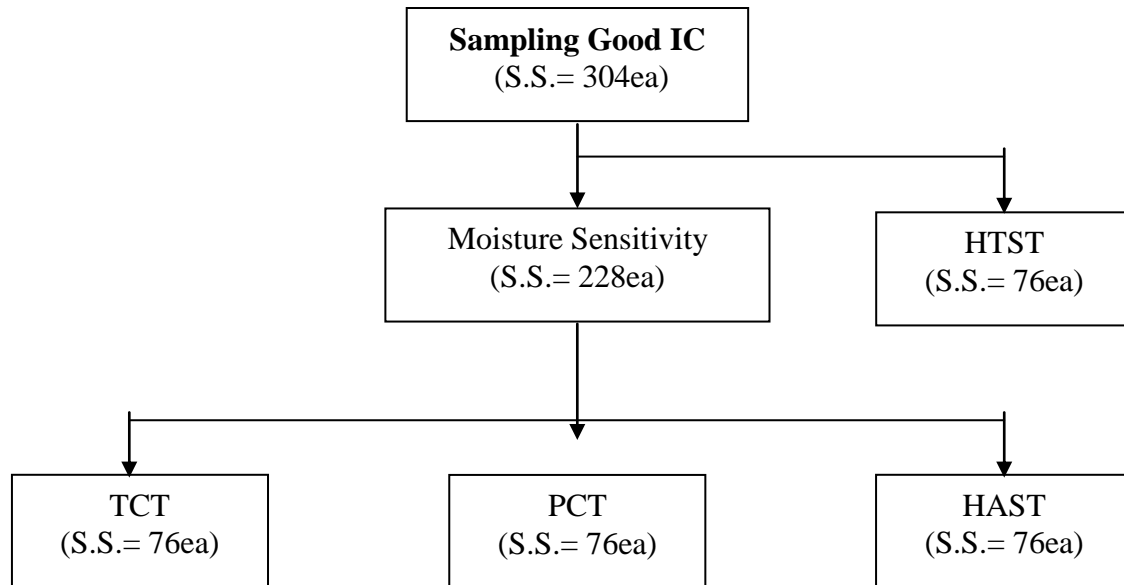 Sampling Good IC
(S.S.= 304ea)
Moisture Sensitivity
(S.S.= 228ea)
HTST
(S.S.= 76ea)
TCT
(S.S.= 76ea)
PCT
(S.S.= 76ea)
HAST
(S.S.= 76ea)